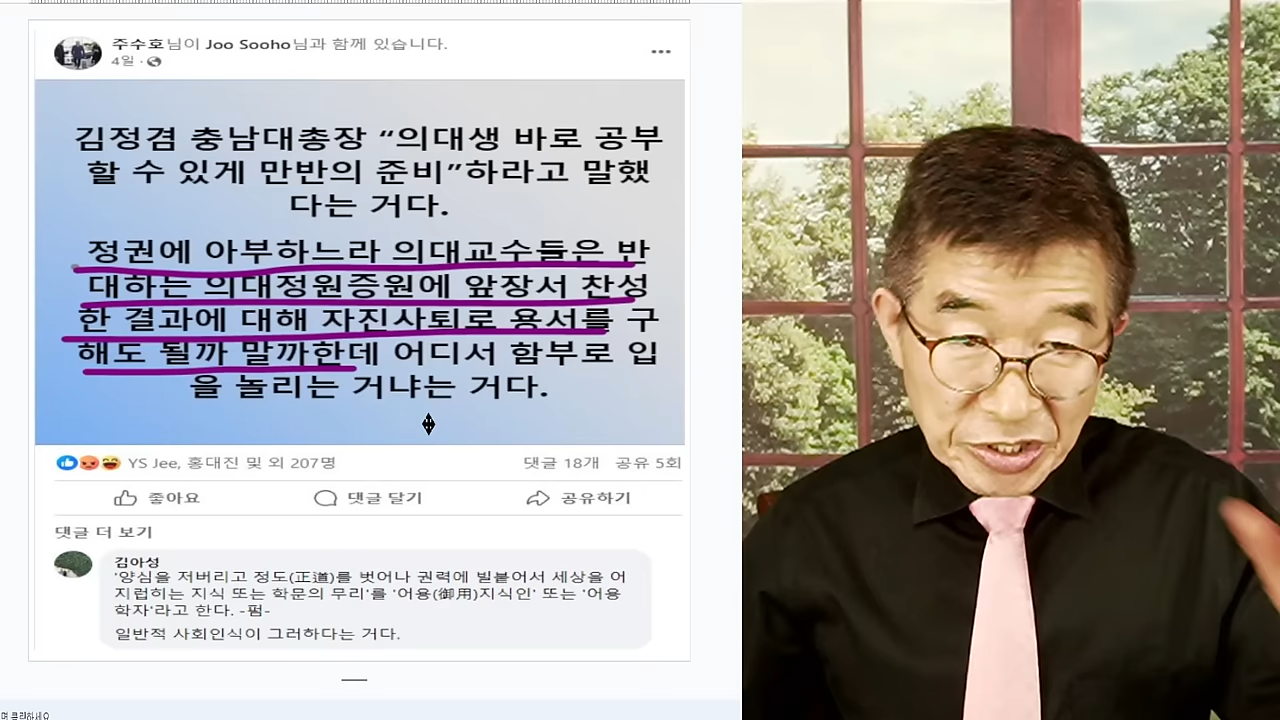 주수호님이 Joo Sooho님과 함께 있습니다.
4일 ·
김정겸 충남대총장 “의대생 바로 공부
할 수 있게 만반의 준비”하라고 말했
다는 거다.
정권에 아부하느라 의대교수들은 반
대하는 의대정원증원에 앞장서 찬성
한 결과에 대해 자진사퇴로 용서를 구
해도 될까 말까한데 어디서 함부로 입
을 놀리는 거냐는 거다.
YS Jee, 홍대진 및 외 207명
댓글 18개 공유 5회
좋아요
댓글 달기
공유하기
댓글 더 보기
김아성
'양심을 저버리고 정도(正道)를 벗어나 권력에 빌붙어서 세상을 어
지럽히는 지식 또는 학문의 무리'를 '어용(御用)지식인' 또는 '어용
학자'라고 한다. -펌-
일반적 사회인식이 그러하다는 거다.